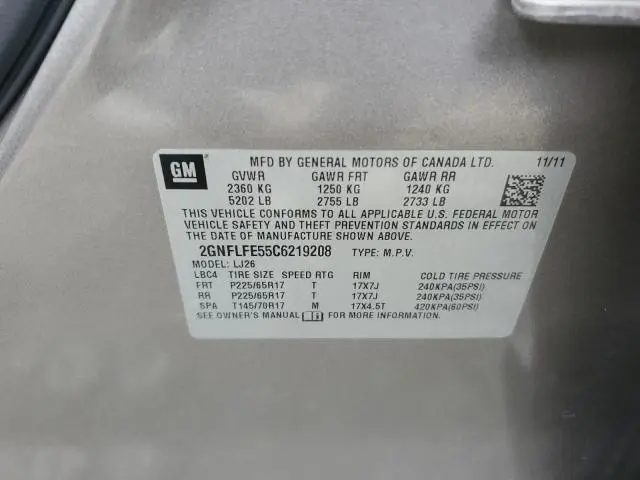 GM MFD BY GENERAL MOTORS OF CANADA LTD. 11/11
GVWR GAWR FRT GAWR RR
2360 KG 1250 KG 1240 KG
5202 LB 2755 LB 2733 LB
THIS VEHICLE CONFORMS TO ALL APPLICABLE U.S. FEDERAL MOTOR
VEHICLE SAFETY AND THEFT PREVENTION STANDARDS IN EFFECT ON THE
DATE OF MANUFACTURE SHOWN ABOVE.
2GNFLFE55C6219208 TYPE: M.P.V.
MODEL: LJ26
LBC4 TIRE SIZE SPEED RTG RIM COLD TIRE PRESSURE
FRT P225/65R17 T 17X7J 240KPA(35PSI)
RR P225/65R17 T 17X7J 240KPA(35PSI)
SPA T145/70R17 M 17X4.5T 420KPA(60PSI)
SEE OWNER'S MANUAL FOR MORE INFORMATION.